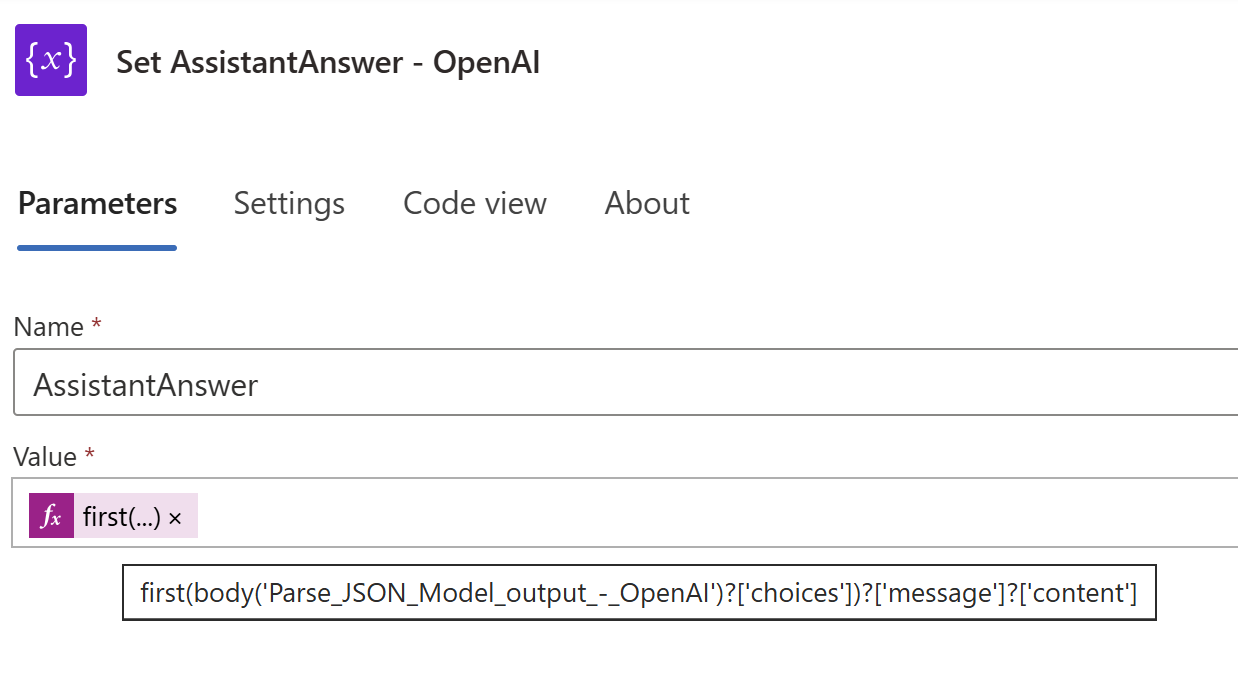 {x} Set AssistantAnswer - OpenAI
Parameters Settings Code view About
Name *
AssistantAnswer
Value *
fx first(...) ×
first(body('Parse_JSON_Model_output_-_OpenAI')?['choices'])?['message']?['content']